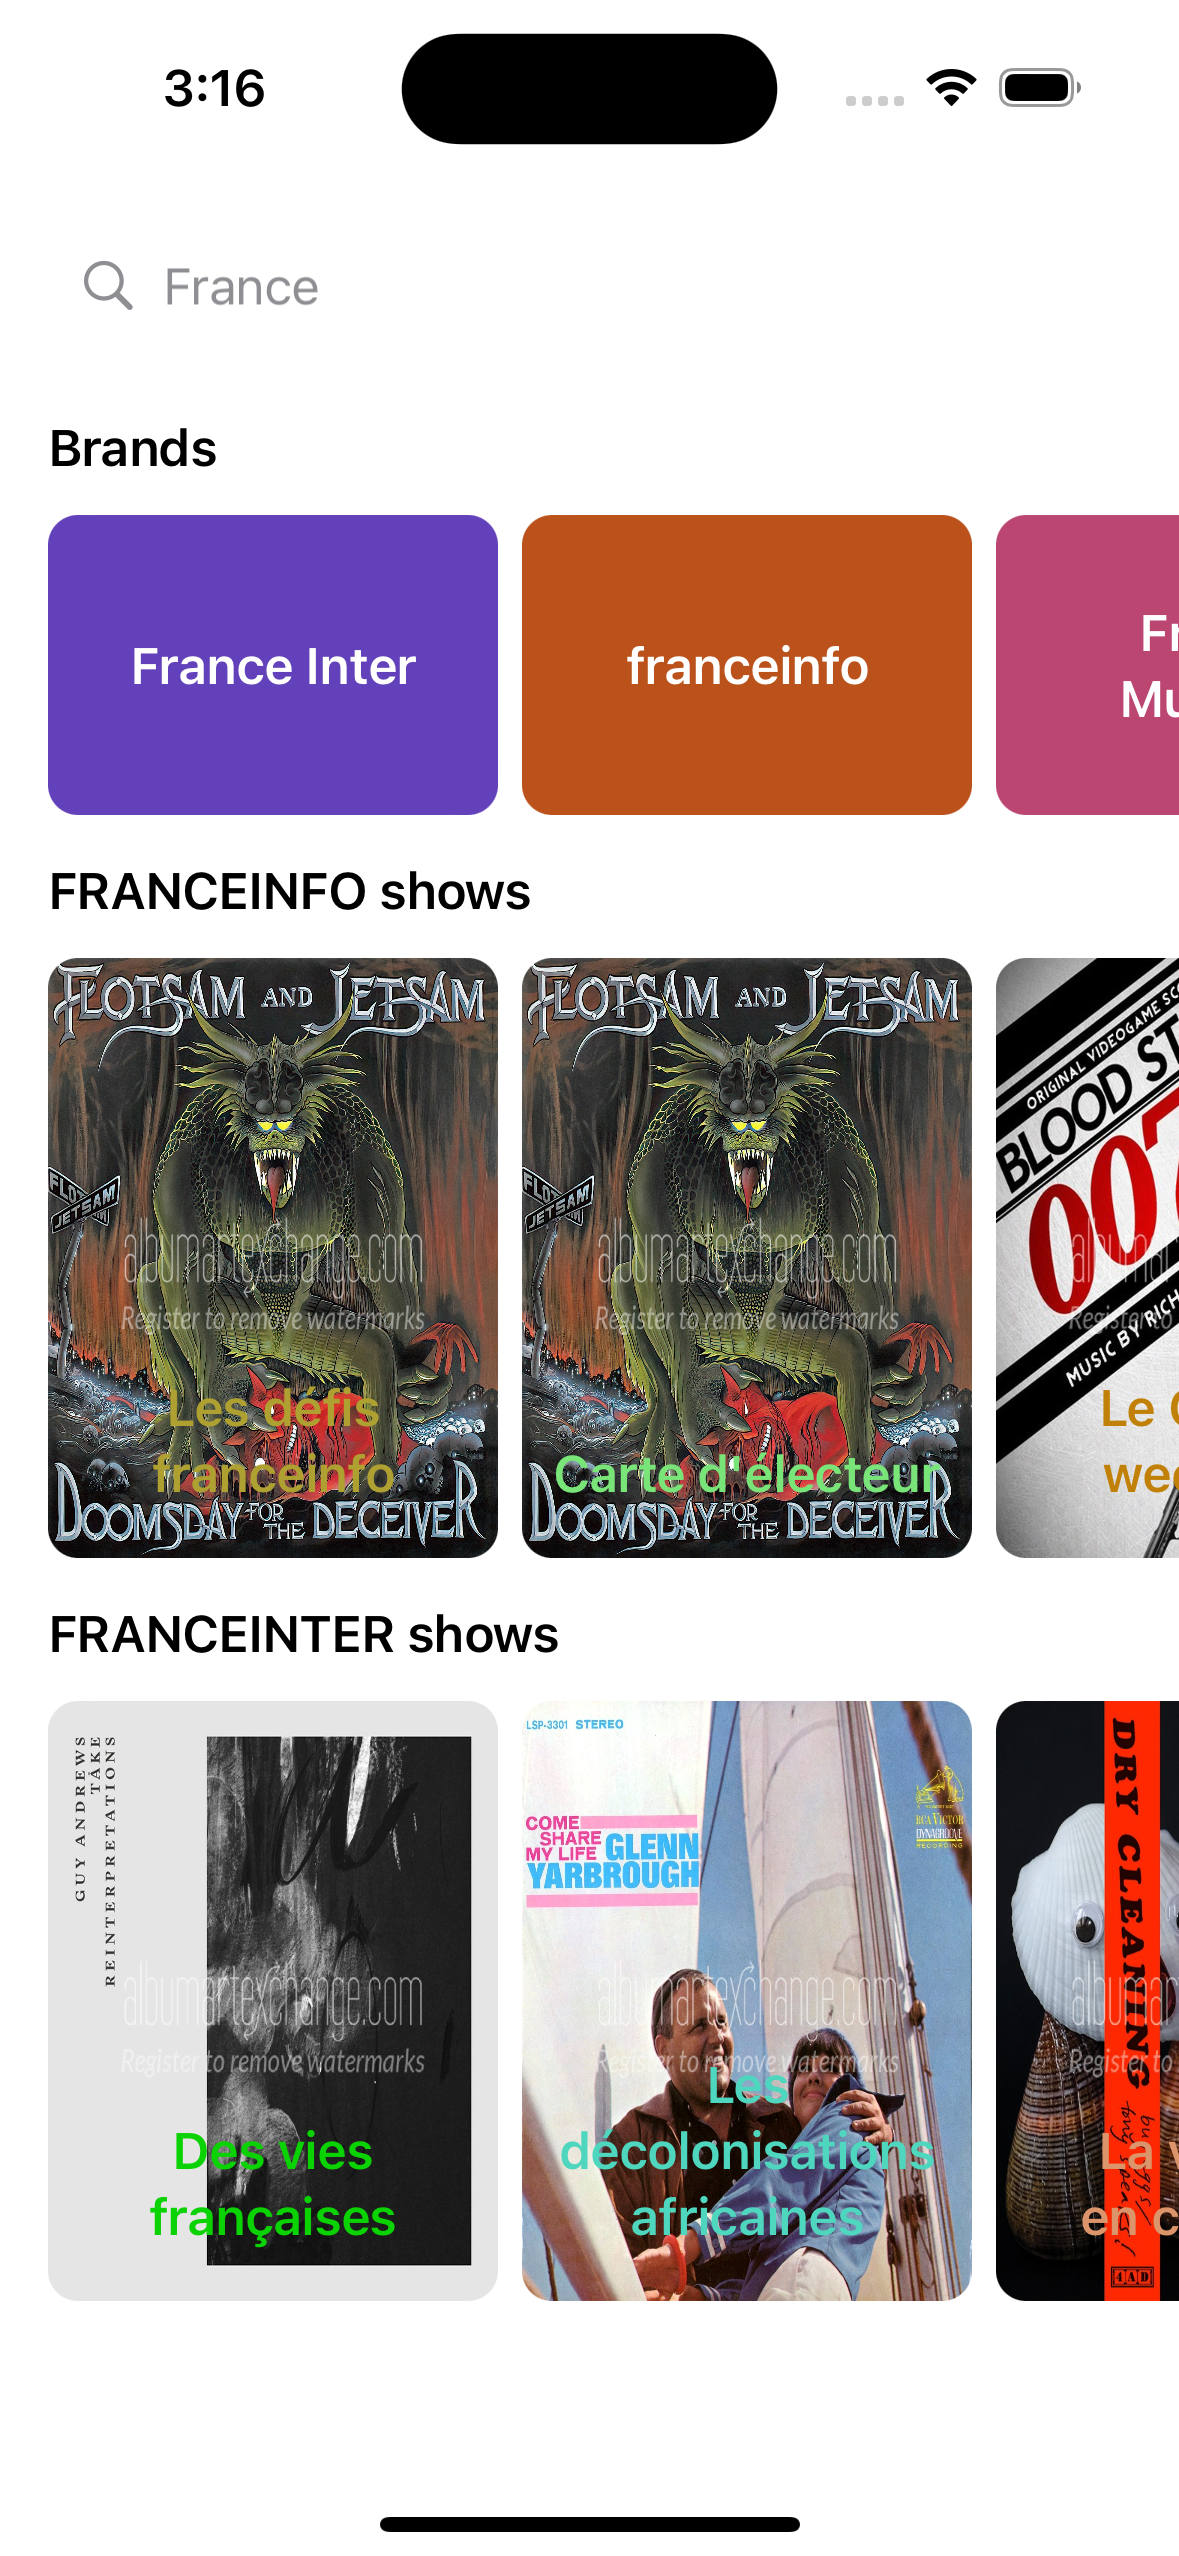 3:16
France
Brands
France Inter
franceinfo
Fr
Mu
FRANCEINFO shows
FLOTSAM AND JETSAM
FLOTSAM
JETSAM
albumartexchange.com
Register to remove watermarks
Les défis
franceinfo
DOOMSDAY FOR THE DECEIVER
FLOTSAM AND JETSAM
FLOTSAM
JETSAM
albumartexchange.com
Register to remove watermarks
Carte d'électeur
DOOMSDAY FOR THE DECEIVER
ORIGINAL VIDEOGAME SC
BLOOD ST
007
albumar
Register to
MUSIC BY RICH
Le
wee
FRANCEINTER shows
GUY ANDREWS
TÅKE
REINTERPRETATIONS
albumartexchange.com
Register to remove watermarks
Des vies
françaises
LSP-3301 STEREO
RCA VICTOR
DYNAGROOVE
RECORDING
COME
SHARE
MY LIFE GLENN
YARBROUGH
albumartexchange.com
Register to remove watermarks
Les
décolonisations
africaines
DRY CLEANING
albumar
Register to
La v
en c
4AD